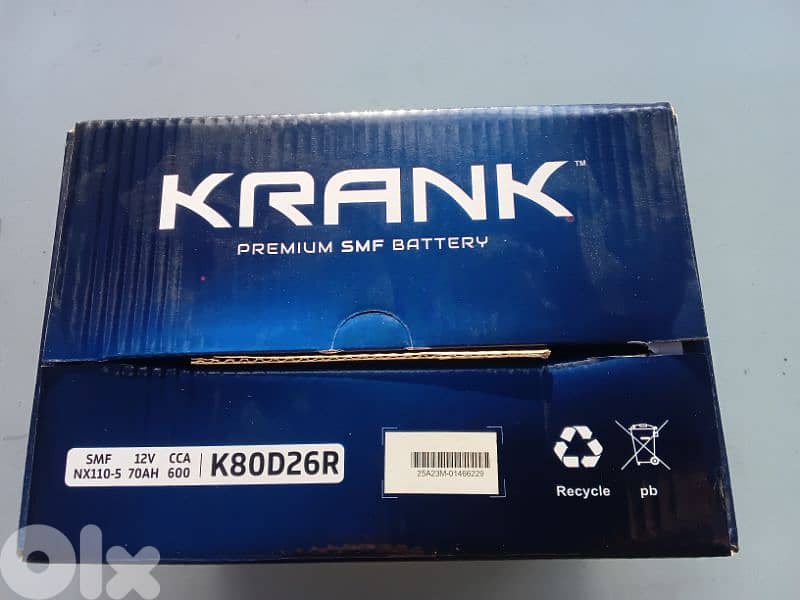 KRANK™
PREMIUM SMF BATTERY
SMF 12V CCA
NX110-5 70AH 600 | K80D26R
25A23M-01466229
Recycle pb
Olx